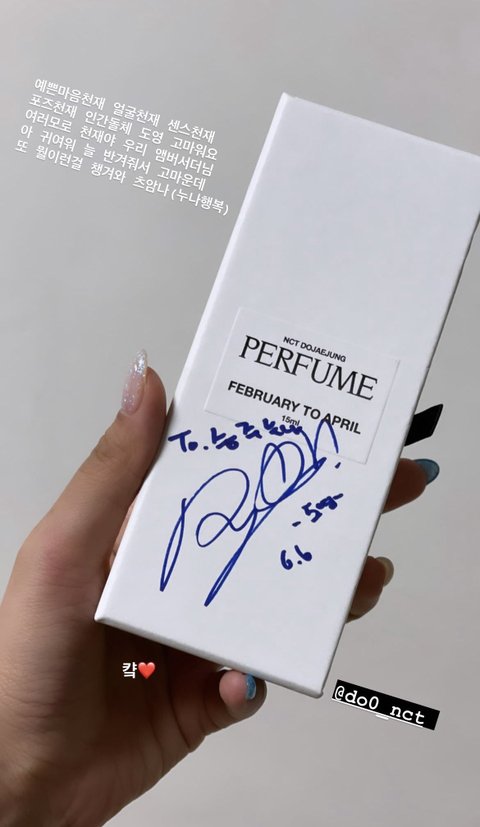 예쁜마음천재 얼굴천재 센스천재
포즈천재 인간돌체 도영 고마워요
여러모로 천재야 우리 앰버서더님
아 귀여워 늘 반겨줘서 고마운데
또 뭘이런걸 챙겨와 츠암나 (누나행복)
NCT DOJAEJUNG
PERFUME
FEBRUARY TO APRIL
15ml
To.
6.6
캬❤️
@do0_nct